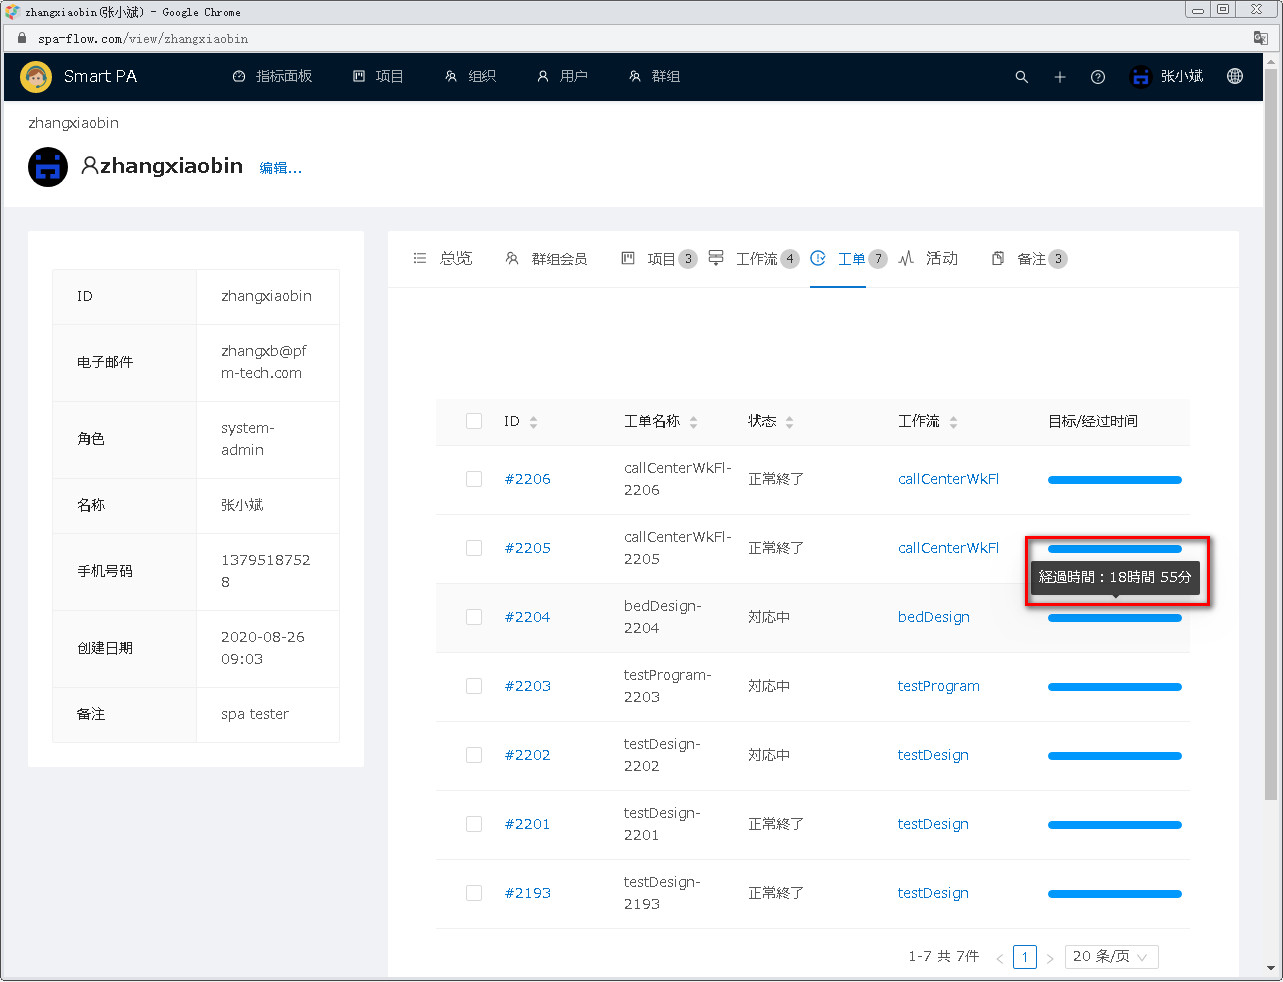 zhangxiaobin(张小斌) - Google Chrome
spa-flow.com/view/zhangxiaobin
Smart PA 指标面板 项目 组织 用户 群组 张小斌
zhangxiaobin
zhangxiaobin 编辑...
总览 群组会员 项目 3 工作流 4 工单 7 活动 备注 3
ID zhangxiaobin
电子邮件 zhangxb@pf
m-tech.com
角色 system-
admin
名称 张小斌
手机号码 1379518752
8
创建日期 2020-08-26
09:03
备注 spa tester
ID 工单名称 状态 工作流 目标/经过时间
#2206 callCenterWkFl-
2206 正常終了 callCenterWkFl
#2205 callCenterWkFl-
2205 正常終了 callCenterWkFl
経過時間：18時間 55分
#2204 bedDesign-
2204 対応中 bedDesign
#2203 testProgram-
2203 対応中 testProgram
#2202 testDesign-
2202 対応中 testDesign
#2201 testDesign-
2201 正常終了 testDesign
#2193 testDesign-
2193 正常終了 testDesign
1-7 共 7件 < 1 > 20 条/页